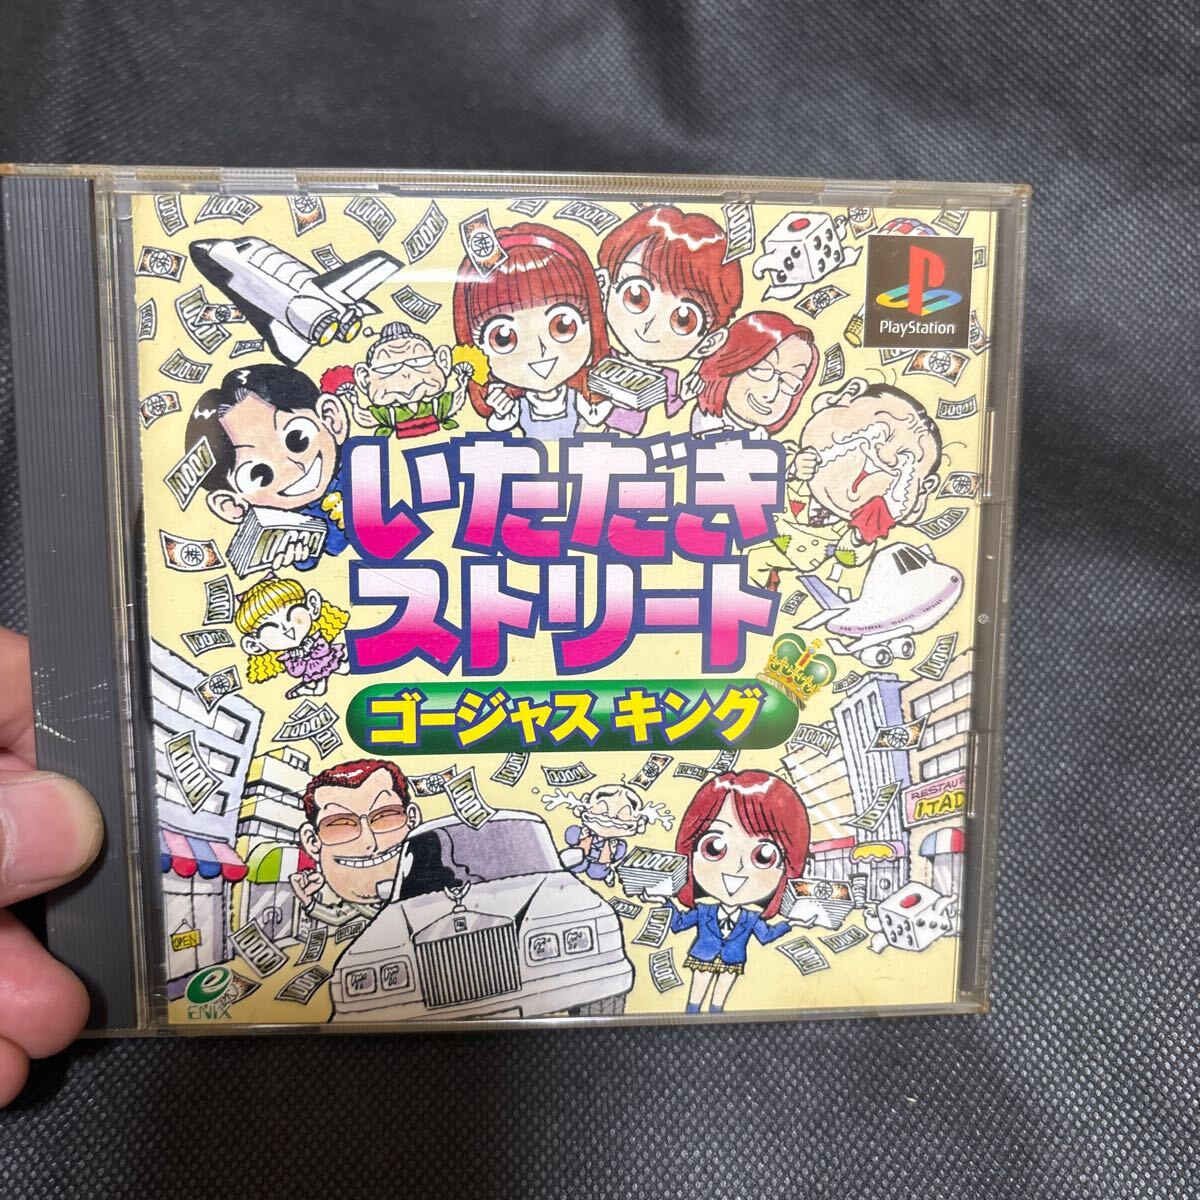 PlayStation
いただき
ストリート
ゴージャス キング
RESTAU
ITAD
OPEN
ENIX